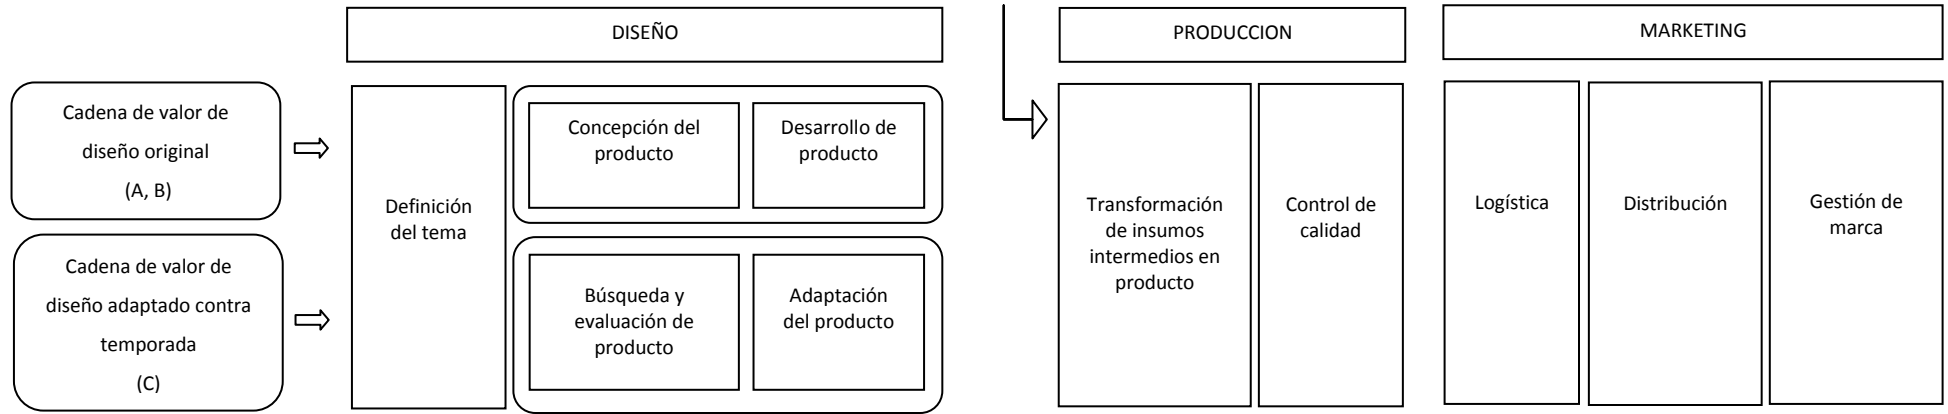 DISEÑO
PRODUCCION
MARKETING
Cadena de valor de
diseño original
(A, B)
Cadena de valor de
diseño adaptado contra
temporada
(C)
Definición
del tema
Concepción del
producto
Desarrollo de
producto
Búsqueda y
evaluación de
producto
Adaptación
del producto
Transformación
de insumos
intermedios en
producto
Control de
calidad
Logística
Distribución
Gestión de
marca